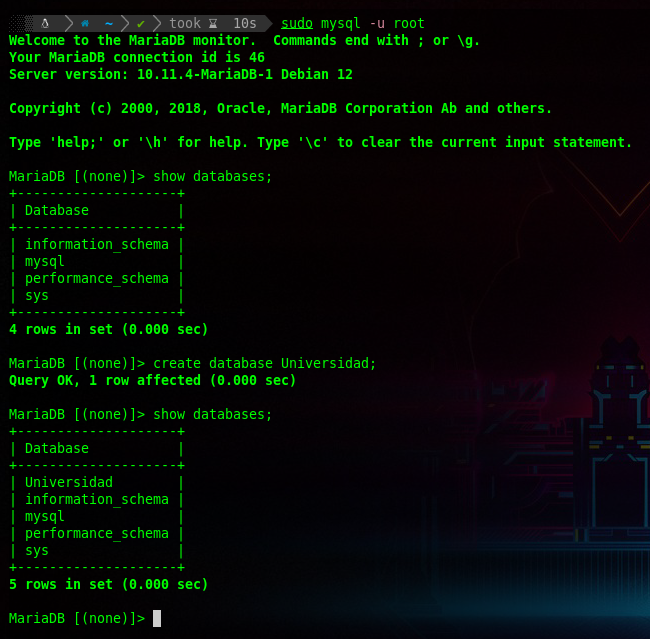 ~ ✔ took ⌛ 10s sudo mysql -u root
Welcome to the MariaDB monitor.  Commands end with ; or \g.
Your MariaDB connection id is 46
Server version: 10.11.4-MariaDB-1 Debian 12

Copyright (c) 2000, 2018, Oracle, MariaDB Corporation Ab and others.

Type 'help;' or '\h' for help. Type '\c' to clear the current input statement.

MariaDB [(none)]> show databases;
+--------------------+
| Database           |
+--------------------+
| information_schema |
| mysql              |
| performance_schema |
| sys                |
+--------------------+
4 rows in set (0.000 sec)

MariaDB [(none)]> create database Universidad;
Query OK, 1 row affected (0.000 sec)

MariaDB [(none)]> show databases;
+--------------------+
| Database           |
+--------------------+
| Universidad        |
| information_schema |
| mysql              |
| performance_schema |
| sys                |
+--------------------+
5 rows in set (0.000 sec)

MariaDB [(none)]>